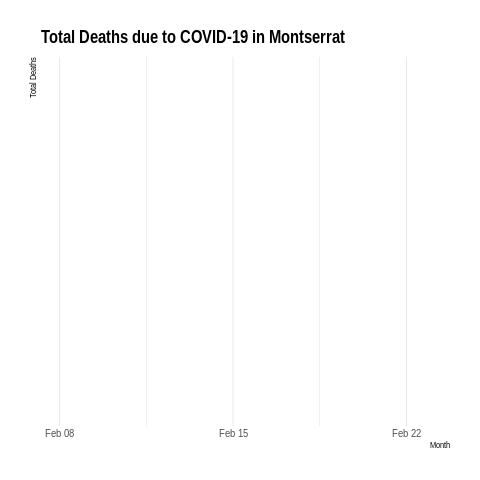 Total Deaths due to COVID-19 in Montserrat
Total Deaths
Feb 08
Feb 15
Feb 22
Month